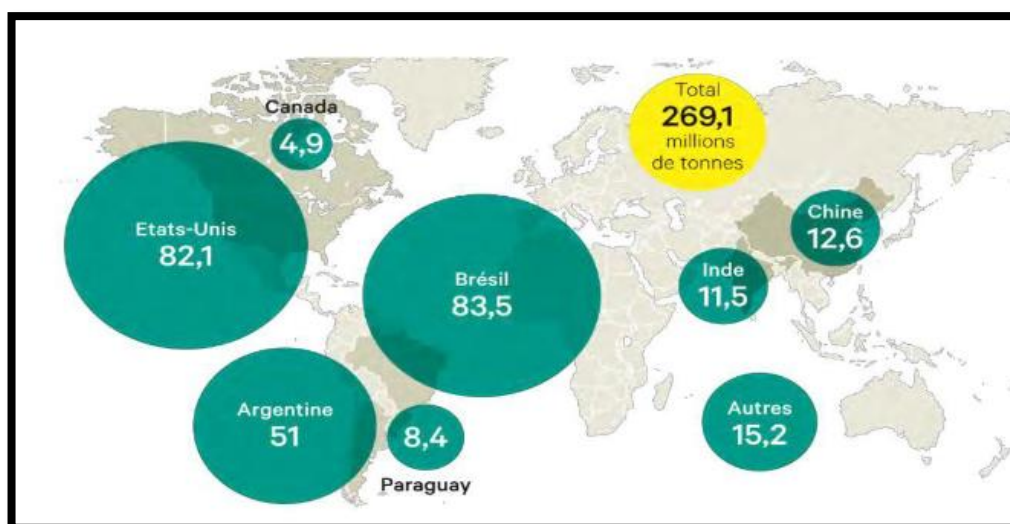 Canada
4,9
Total
269,1
millions
de tonnes
Etats-Unis
82,1
Chine
12,6
Brésil
83,5
Inde
11,5
Argentine
51
8,4
Paraguay
Autres
15,2